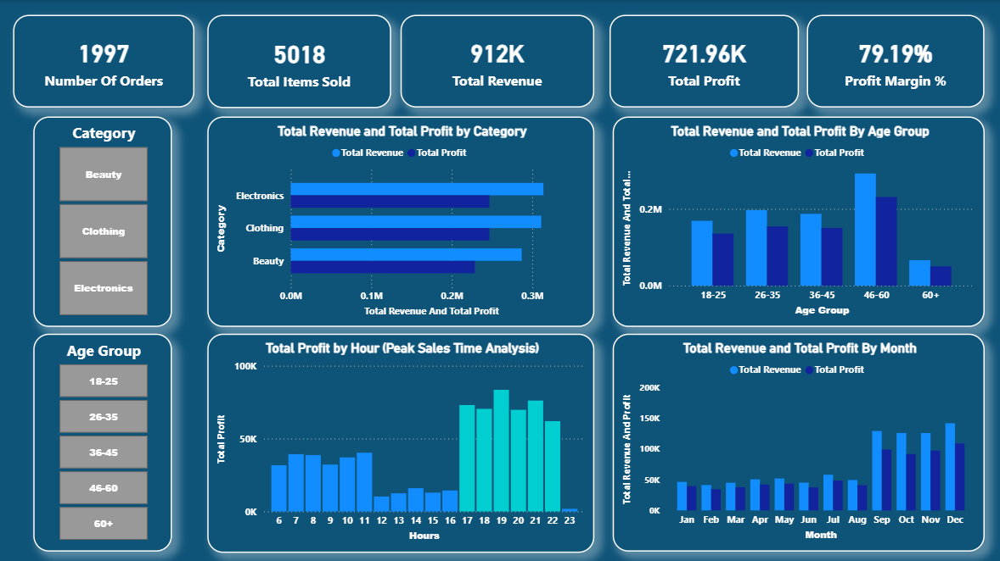 1997
Number Of Orders
5018
Total Items Sold
912K
Total Revenue
721.96K
Total Profit
79.19%
Profit Margin %
Category
Beauty
Clothing
Electronics
Total Revenue and Total Profit by Category
Total Revenue Total Profit
Category
Electronics
Clothing
Beauty
0.0M 0.1M 0.2M 0.3M
Total Revenue And Total Profit
Total Revenue and Total Profit By Age Group
Total Revenue Total Profit
Total Revenue And Total...
0.2M
0.0M
18-25 26-35 36-45 46-60 60+
Age Group
Age Group
18-25
26-35
36-45
46-60
60+
Total Profit by Hour (Peak Sales Time Analysis)
Total Profit
100K
50K
0K
6 7 8 9 10 11 12 13 14 15 16 17 18 19 20 21 22 23
Hours
Total Revenue and Total Profit By Month
Total Revenue Total Profit
Total Revenue And Profit
200K
150K
100K
50K
0K
Jan Feb Mar Apr May Jun Jul Aug Sep Oct Nov Dec
Month